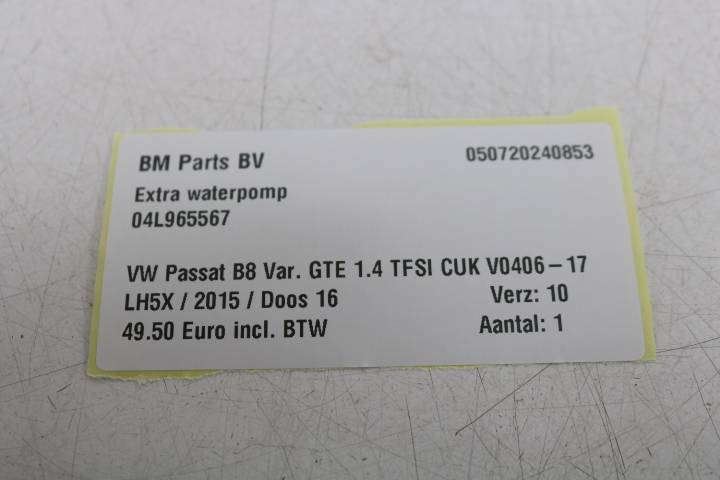 BM Parts BV 050720240853
Extra waterpomp
04L965567
VW Passat B8 Var. GTE 1.4 TFSI CUK V0406-17
LH5X / 2015 / Doos 16 Verz: 10
49.50 Euro incl. BTW Aantal: 1